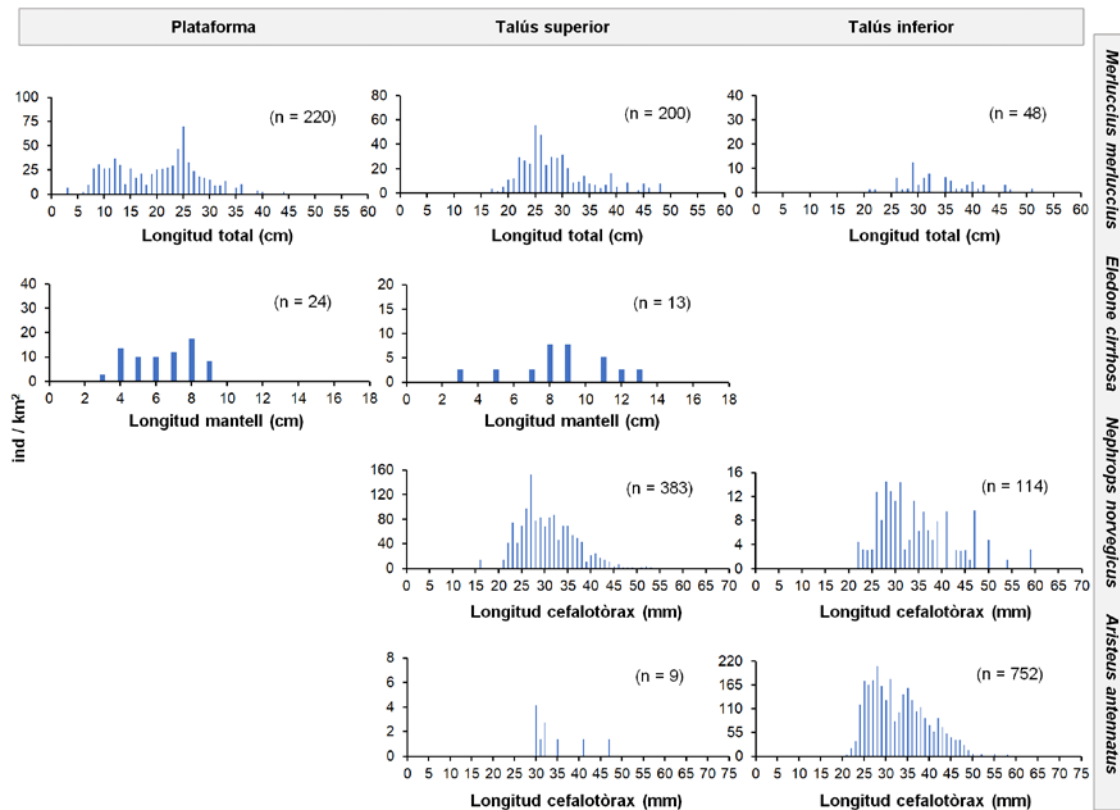 Plataforma
Talús superior
Talús inferior
Merluccius merluccius
Eledone cirrhosa
Nephrops norvegicus
Aristeus antennatus
ind / km²
100
75
50
25
0
(n = 220)
0 5 10 15 20 25 30 35 40 45 50 55 60
Longitud total (cm)
80
60
40
20
0
(n = 200)
0 5 10 15 20 25 30 35 40 45 50 55 60
Longitud total (cm)
40
30
20
10
0
(n = 48)
0 5 10 15 20 25 30 35 40 45 50 55 60
Longitud total (cm)
40
30
20
10
0
(n = 24)
0 2 4 6 8 10 12 14 16 18
Longitud mantell (cm)
20
15
10
5
0
(n = 13)
0 2 4 6 8 10 12 14 16 18
Longitud mantell (cm)
160
120
80
40
0
(n = 383)
0 5 10 15 20 25 30 35 40 45 50 55 60 65 70
Longitud cefalotòrax (mm)
16
12
8
4
0
(n = 114)
0 5 10 15 20 25 30 35 40 45 50 55 60 65 70
Longitud cefalotòrax (mm)
8
6
4
2
0
(n = 9)
0 5 10 15 20 25 30 35 40 45 50 55 60 65 70 75
Longitud cefalotòrax (mm)
220
165
110
55
0
(n = 752)
0 5 10 15 20 25 30 35 40 45 50 55 60 65 70 75
Longitud cefalotòrax (mm)